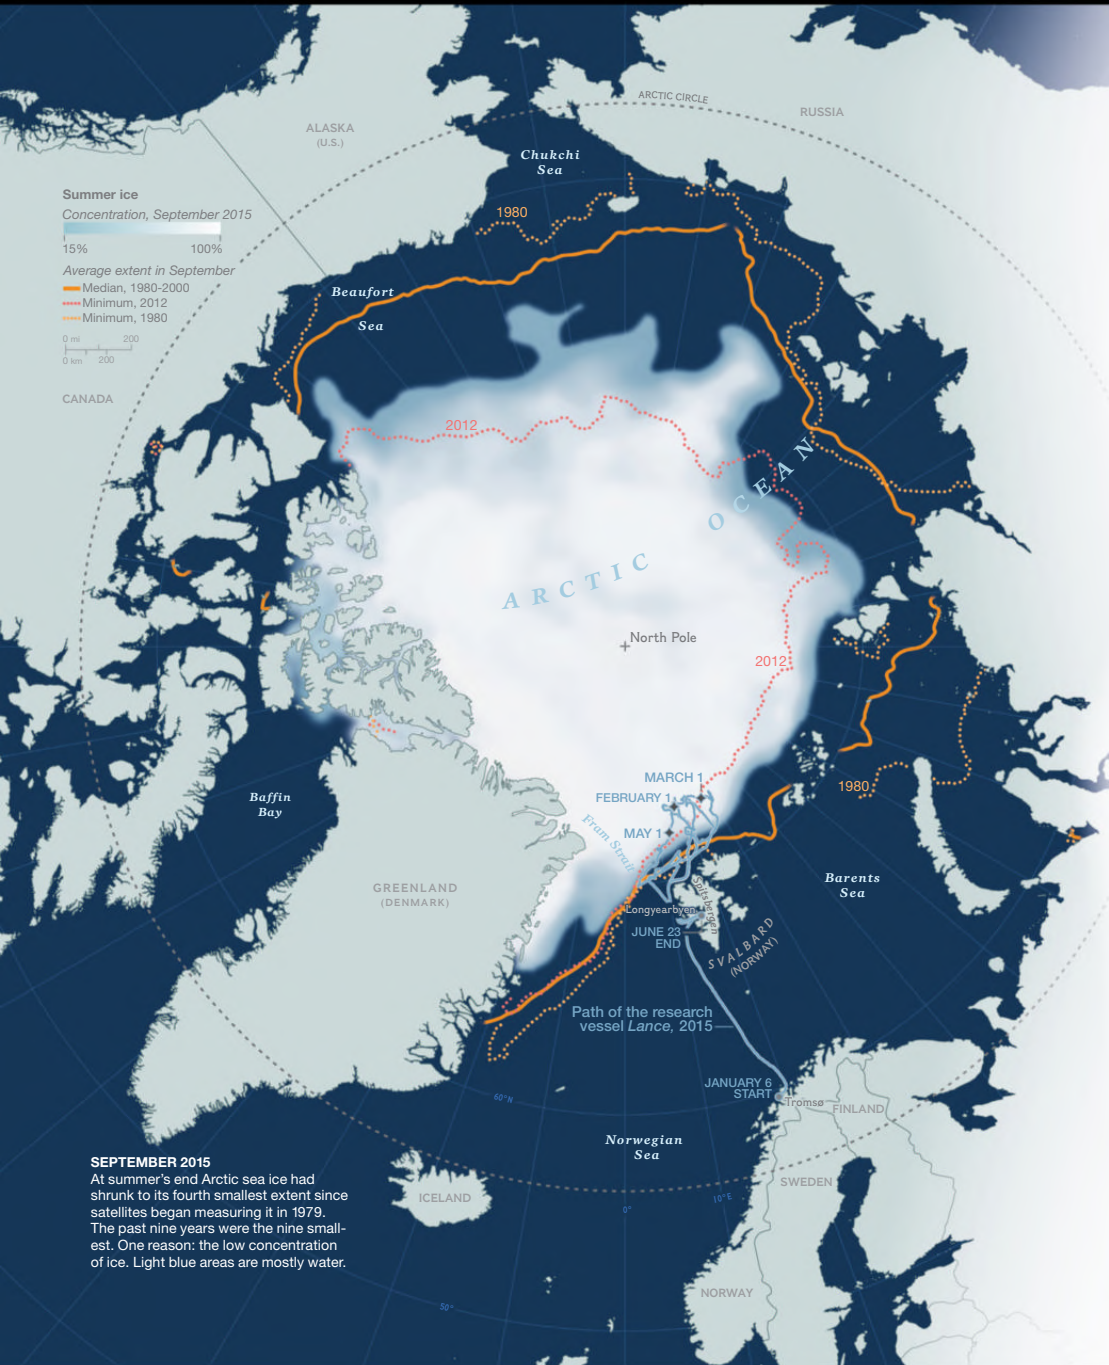 ARCTIC CIRCLE
RUSSIA
ALASKA
(U.S.)
Chukchi
Sea
Summer ice
Concentration, September 2015
15% 100%
Average extent in September
Median, 1980-2000
Minimum, 2012
Minimum, 1980
0 mi 200
0 km 200
1980
Beaufort
Sea
CANADA
2012
ARCTIC OCEAN
North Pole
2012
MARCH 1
FEBRUARY 1
MAY 1
1980
Fram Strait
Baffin
Bay
GREENLAND
(DENMARK)
Barents
Sea
Spitsbergen
Longyearbyen
JUNE 23
END
SVALBARD
(NORWAY)
Path of the research
vessel Lance, 2015
JANUARY 6
START
Tromsø
FINLAND
60°N
Norwegian
Sea
SEPTEMBER 2015
At summer's end Arctic sea ice had
shrunk to its fourth smallest extent since
satellites began measuring it in 1979.
The past nine years were the nine small-
est. One reason: the low concentration
of ice. Light blue areas are mostly water.
ICELAND
SWEDEN
10°E
0°
NORWAY
50°